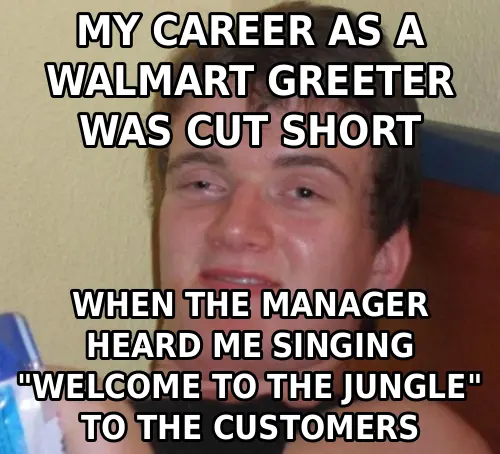 MY CAREER AS A
WALMART GREETER
WAS CUT SHORT
WHEN THE MANAGER
HEARD ME SINGING
"WELCOME TO THE JUNGLE"
TO THE CUSTOMERS